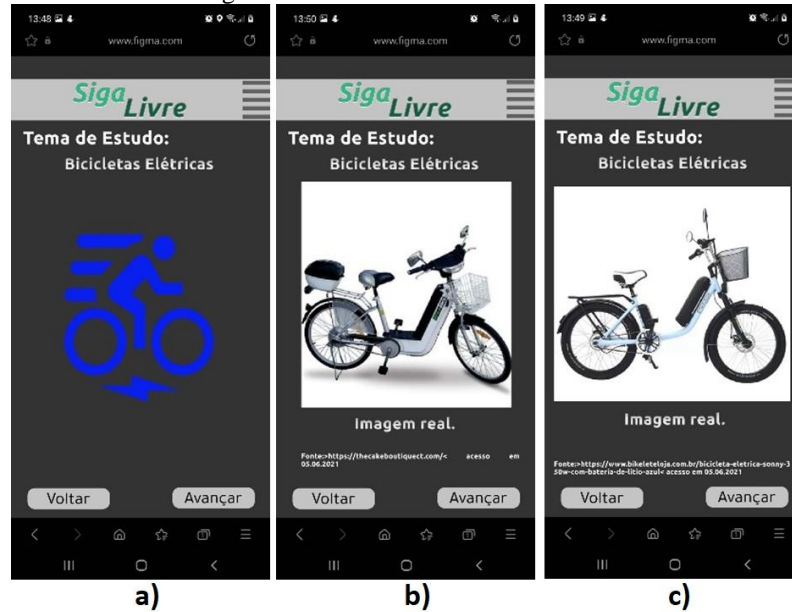 13:48
www.figma.com
Siga
Livre
Tema de Estudo:
Bicicletas Elétricas
Voltar
Avançar
a)
13:50
www.figma.com
Siga
Livre
Tema de Estudo:
Bicicletas Elétricas
Imagem real.
Fonte:>https://thecakeboutiquect.com/< acesso em
05.06.2021
Voltar
Avançar
b)
13:49
www.figma.com
Siga
Livre
Tema de Estudo:
Bicicletas Elétricas
Imagem real.
Fonte:>https://www.bikeleteloja.com.br/bicicleta-eletrica-sonny-3
50w-com-bateria-de-litio-azul< acesso em 05.06.2021
Voltar
Avançar
c)